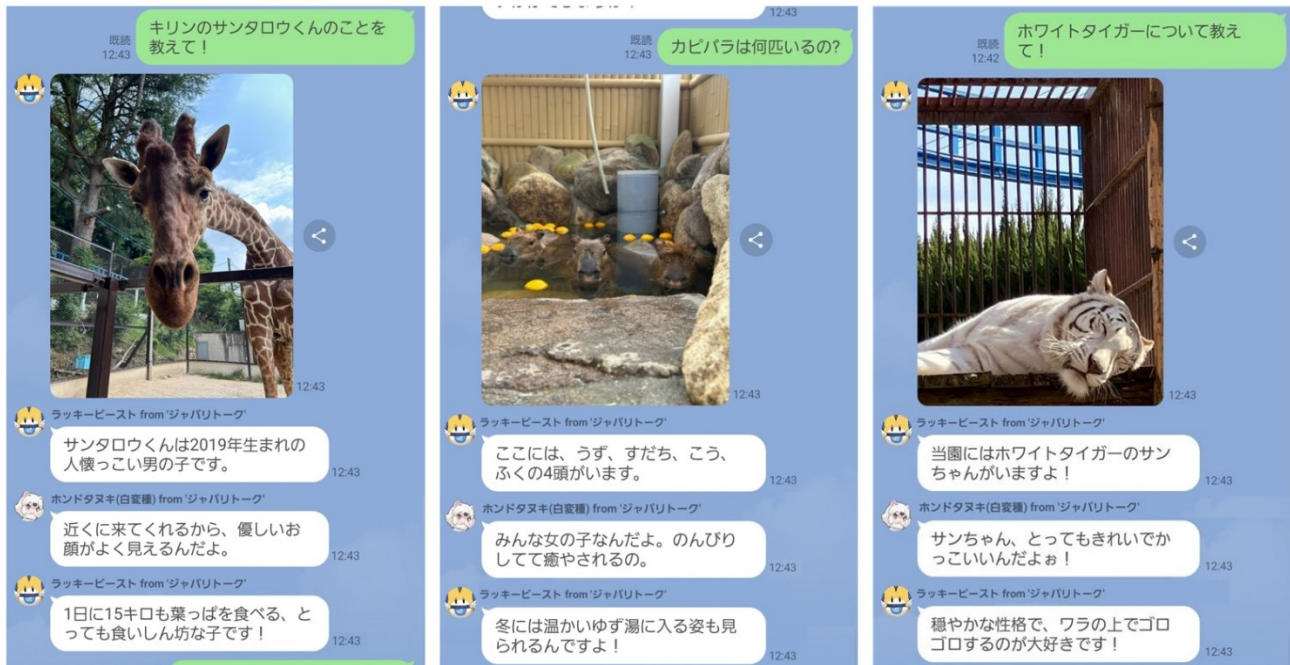 キリンのサンタロウくんのことを
教えて!
既読
12:43
12:43
ラッキービースト from 'ジャパリトーク'
サンタロウくんは2019年生まれの
人懐っこい男の子です。
12:43
ホンドタヌキ(白変種) from 'ジャパリトーク'
近くに来てくれるから、優しいお
顔がよく見えるんだよ。
12:43
ラッキービースト from 'ジャパリトーク'
1日に15キロも葉っぱを食べる、と
っても食いしん坊な子です!
12:43
12:43
カピバラは何匹いるの?
既読
12:43
12:43
ラッキービースト from 'ジャパリトーク'
ここには、うず、すだち、こう、
ふくの4頭がいます。
12:43
ホンドタヌキ(白変種) from 'ジャパリトーク'
みんな女の子なんだよ。のんびり
してて癒やされるの。
12:43
ラッキービースト from 'ジャパリトーク'
冬には温かいゆず湯に入る姿も見
られるんですよ!
12:43
ホワイトタイガーについて教え
て!
既読
12:42
12:43
ラッキービースト from 'ジャパリトーク'
当園にはホワイトタイガーのサン
ちゃんがいますよ!
12:43
ホンドタヌキ(白変種) from 'ジャパリトーク'
サンちゃん、とってもきれいでか
っこいいんだよぉ!
12:43
ラッキービースト from 'ジャパリトーク'
穏やかな性格で、ワラの上でゴロ
ゴロするのが大好きです!
12:43